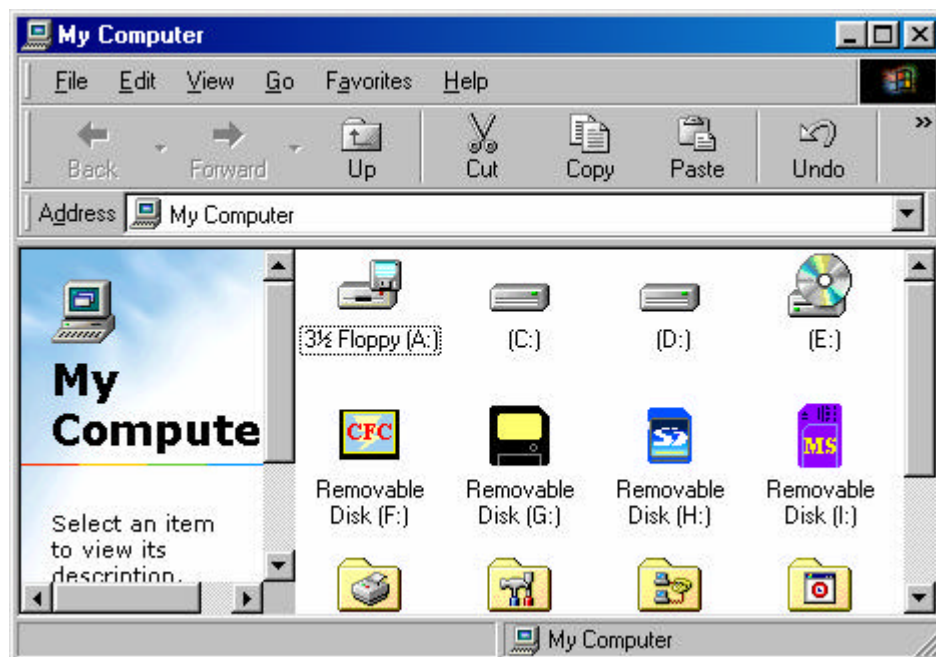 My Computer
File Edit View Go Favorites Help
Back Forward Up Cut Copy Paste Undo »
Address My Computer
My
Compute
Select an item
to view its
description.
3½ Floppy (A:) (C:) (D:) (E:)
CFC SD MS
Removable Disk (F:)
Removable Disk (G:)
Removable Disk (H:)
Removable Disk (I:)
My Computer